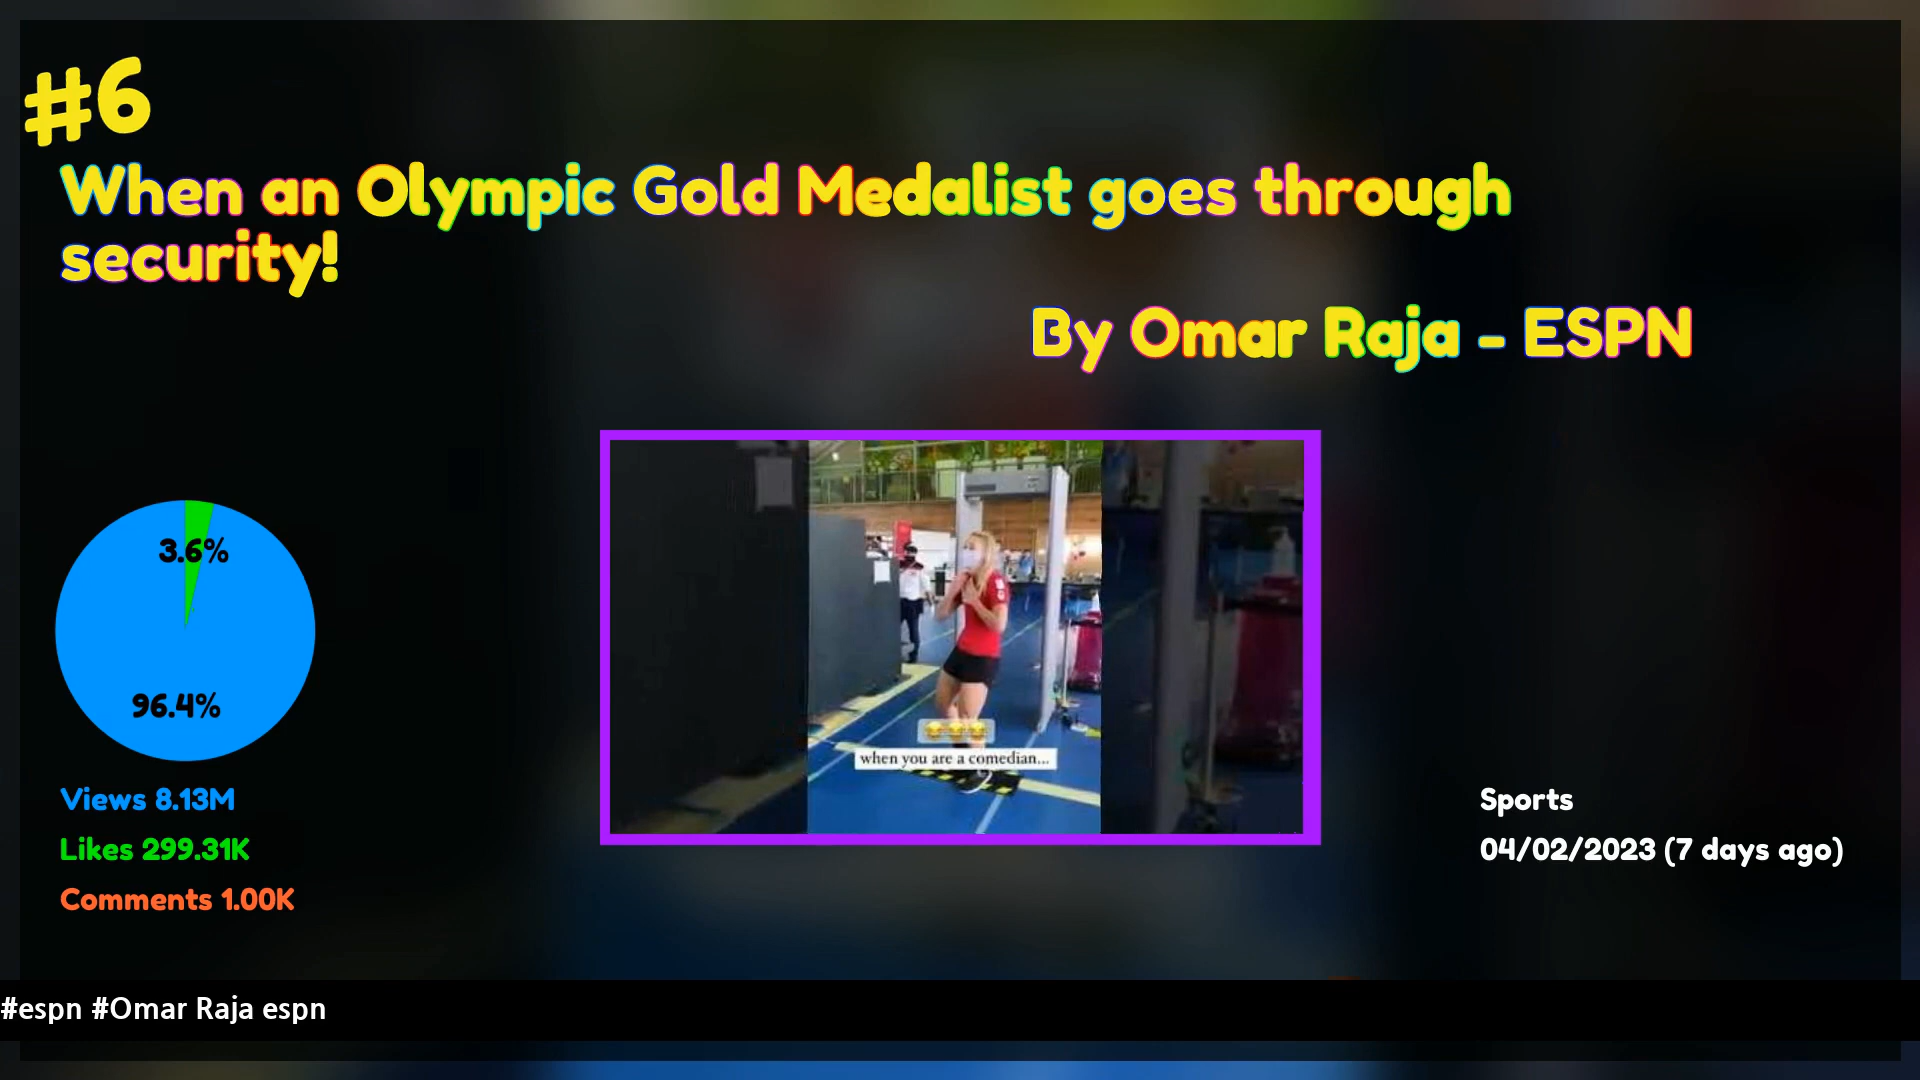 #6
When an Olympic Gold Medalist goes through
security!
By Omar Raja - ESPN
3.6%
96.4%
when you are a comedian...
Views 8.13M
Likes 299.31K
Comments 1.00K
Sports
04/02/2023 (7 days ago)
#espn #Omar Raja espn